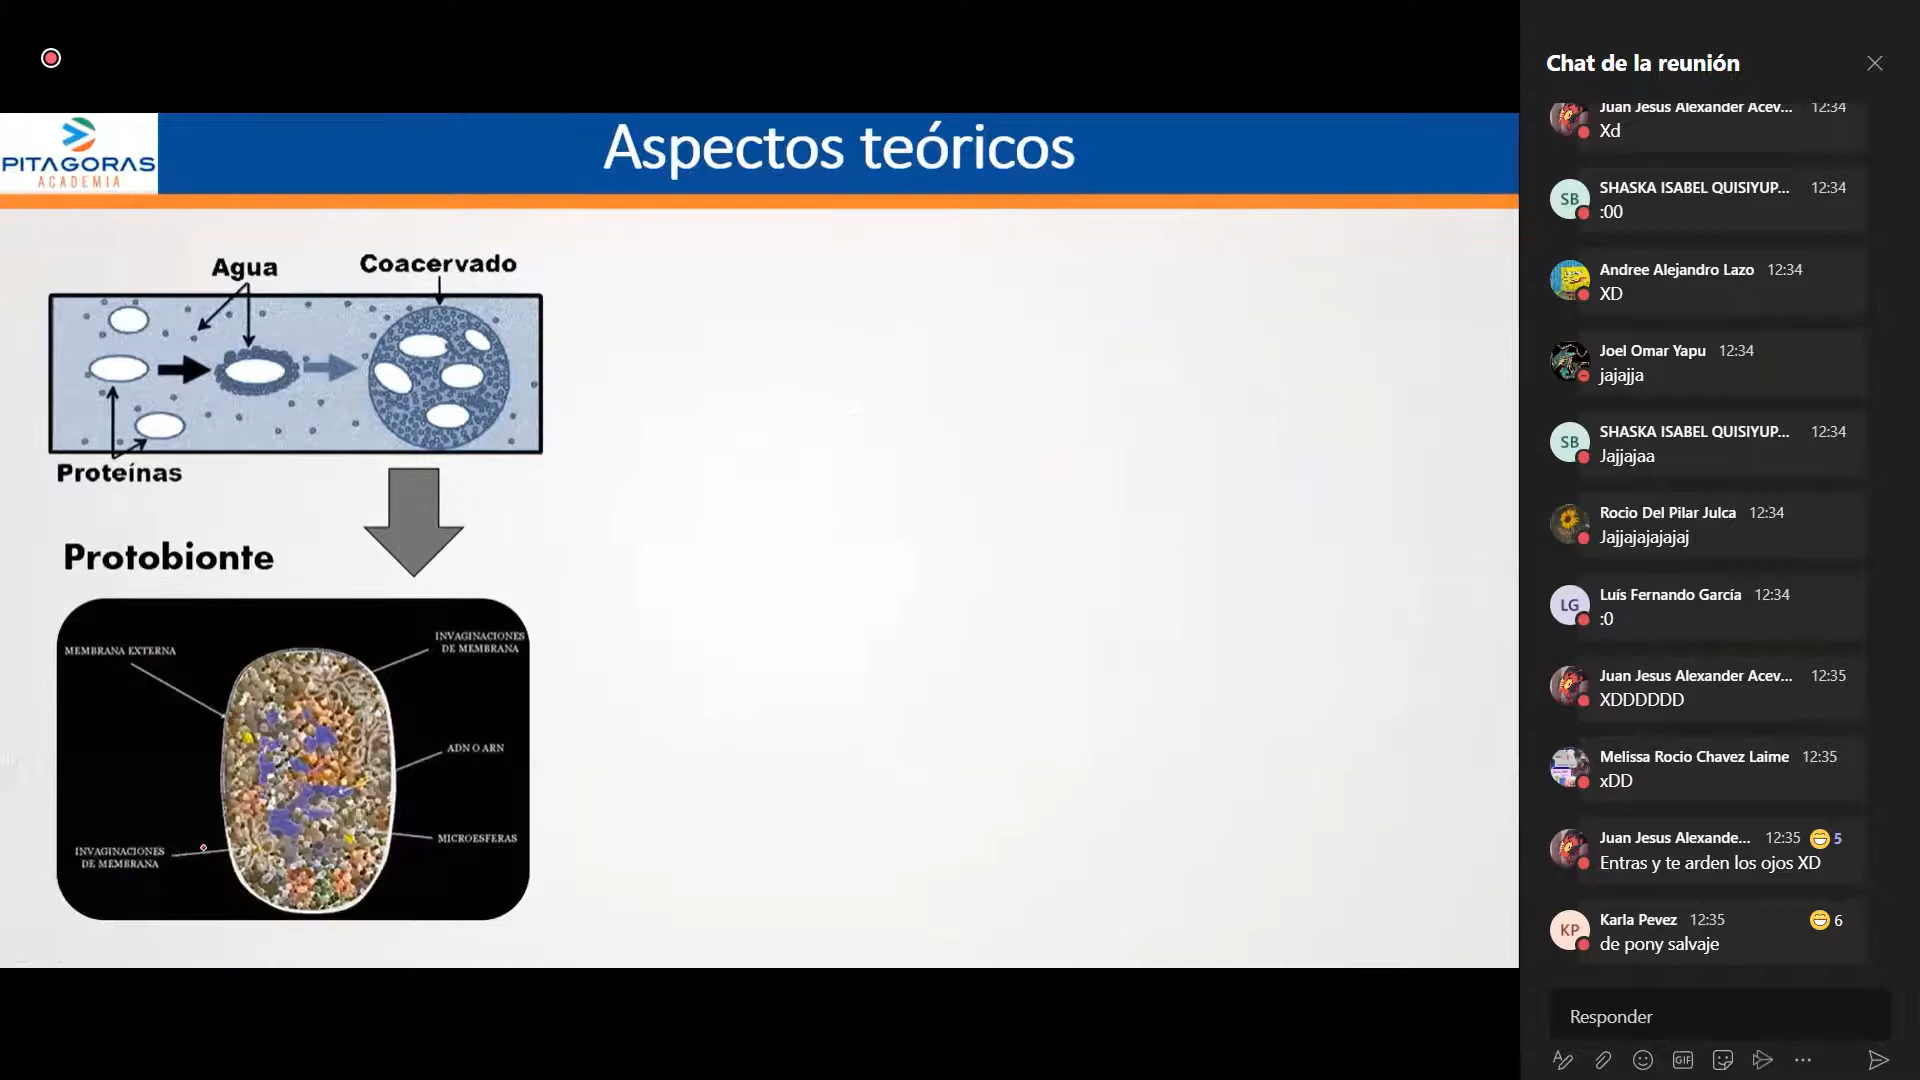 PITAGORAS
ACADEMIA
Aspectos teóricos
Agua
Coacervado
Proteínas
Protobionte
MEMBRANA EXTERNA
INVAGINACIONES
DE MEMBRANA
ADN O ARN
MICROESFERAS
INVAGINACIONES
DE MEMBRANA
Chat de la reunión
Juan Jesus Alexander Acev... 12:34
Xd
SB
SHASKA ISABEL QUISIYUP... 12:34
:00
Andree Alejandro Lazo 12:34
XD
Joel Omar Yapu 12:34
jajajja
SB
SHASKA ISABEL QUISIYUP... 12:34
Jajjajaa
Rocio Del Pilar Julca 12:34
Jajjajajajajaj
LG
Luís Fernando García 12:34
:0
Juan Jesus Alexander Acev... 12:35
XDDDDDD
Melissa Rocio Chavez Laime 12:35
xDD
Juan Jesus Alexande... 12:35 5
Entras y te arden los ojos XD
KP
Karla Pevez 12:35 6
de pony salvaje
Responder
GIF